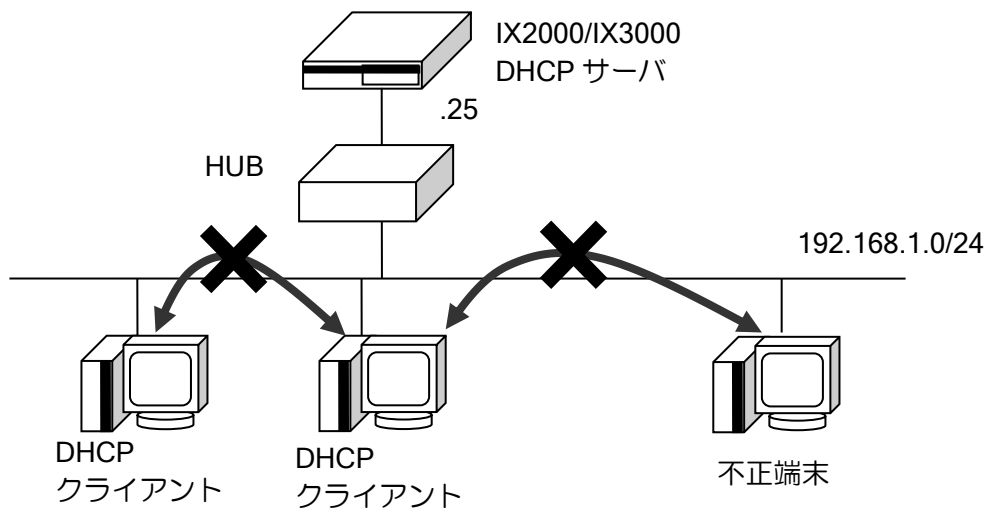 IX2000/IX3000
DHCP サーバ
.25
HUB
192.168.1.0/24
DHCP
クライアント
DHCP
クライアント
不正端末